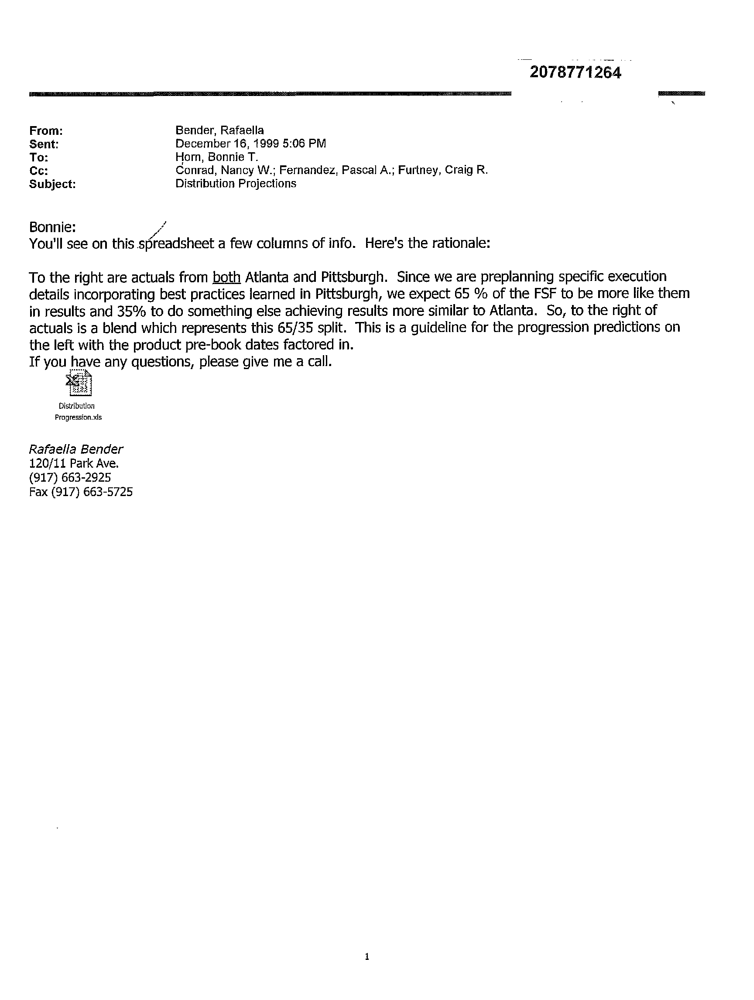 2078771264
From: Bender, Rafaella
Sent: December 16, 1999 5:06 PM
To: Horn, Bonnie T.
Cc: Conrad, Nancy W.; Fernandez, Pascal A.; Furtney, Craig R.
Subject: Distribution Projections
Bonnie:
You'll see on this spreadsheet a few columns of info. Here's the rationale:
To the right are actuals from both Atlanta and Pittsburgh. Since we are preplanning specific execution
details incorporating best practices learned in Pittsburgh, we expect 65 % of the FSF to be more like them
in results and 35% to do something else achieving results more similar to Atlanta. So, to the right of
actuals is a blend which represents this 65/35 split. This is a guideline for the progression predictions on
the left with the product pre-book dates factored in.
If you have any questions, please give me a call.
Distribution
Progression.xls
Rafaella Bender
120/11 Park Ave.
(917) 663-2925
Fax (917) 663-5725
1